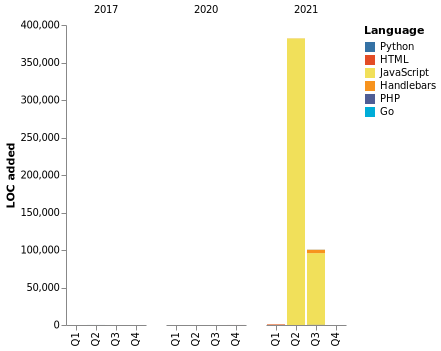 2017 2020 2021
400,000
350,000
300,000
250,000
200,000
150,000
100,000
50,000
0
LOC added
Q1 Q2 Q3 Q4 Q1 Q2 Q3 Q4 Q1 Q2 Q3 Q4
Language
Python
HTML
JavaScript
Handlebars
PHP
Go